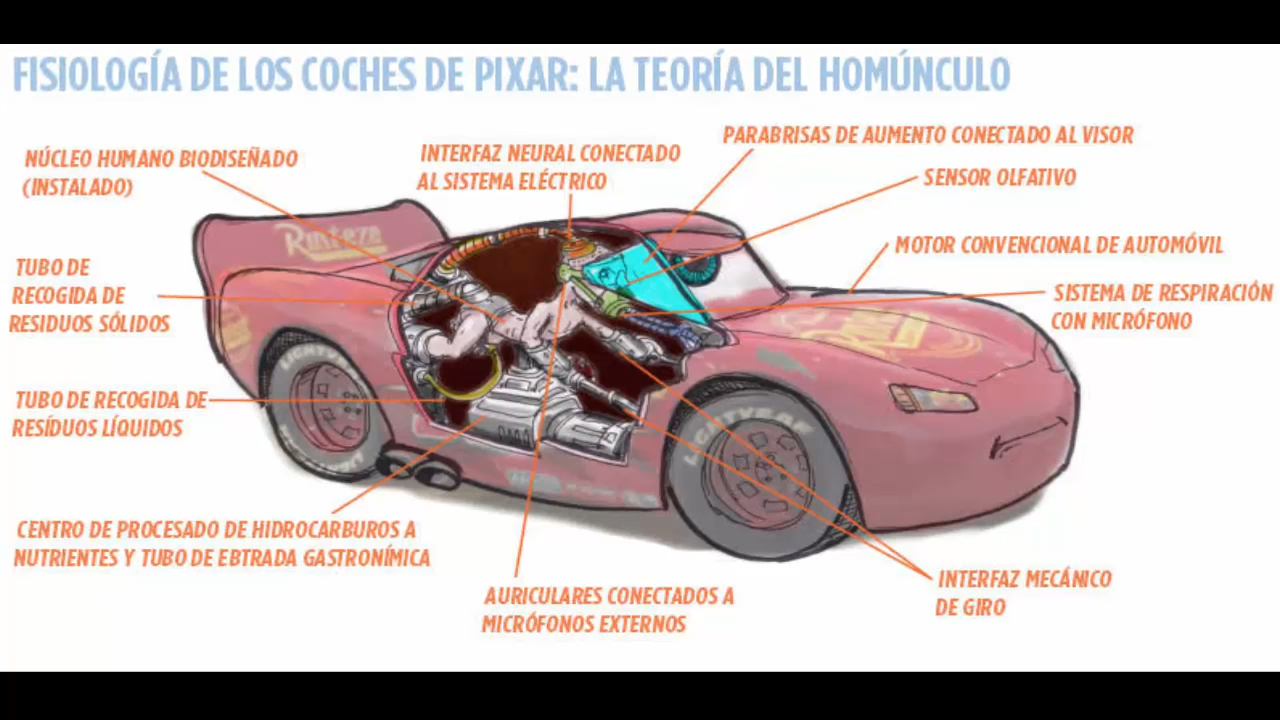 FISIOLOGÍA DE LOS COCHES DE PIXAR: LA TEORÍA DEL HOMÚNCULO
PARABRISAS DE AUMENTO CONECTADO AL VISOR
NÚCLEO HUMANO BIODISEÑADO
(INSTALADO)
INTERFAZ NEURAL CONECTADO
AL SISTEMA ELÉCTRICO
SENSOR OLFATIVO
MOTOR CONVENCIONAL DE AUTOMÓVIL
TUBO DE
RECOGIDA DE
RESIDUOS SÓLIDOS
SISTEMA DE RESPIRACIÓN
CON MICRÓFONO
TUBO DE RECOGIDA DE
RESÍDUOS LÍQUIDOS
CENTRO DE PROCESADO DE HIDROCARBUROS A
NUTRIENTES Y TUBO DE EBTRADA GASTRONÍMICA
AURICULARES CONECTADOS A
MICRÓFONOS EXTERNOS
INTERFAZ MECÁNICO
DE GIRO